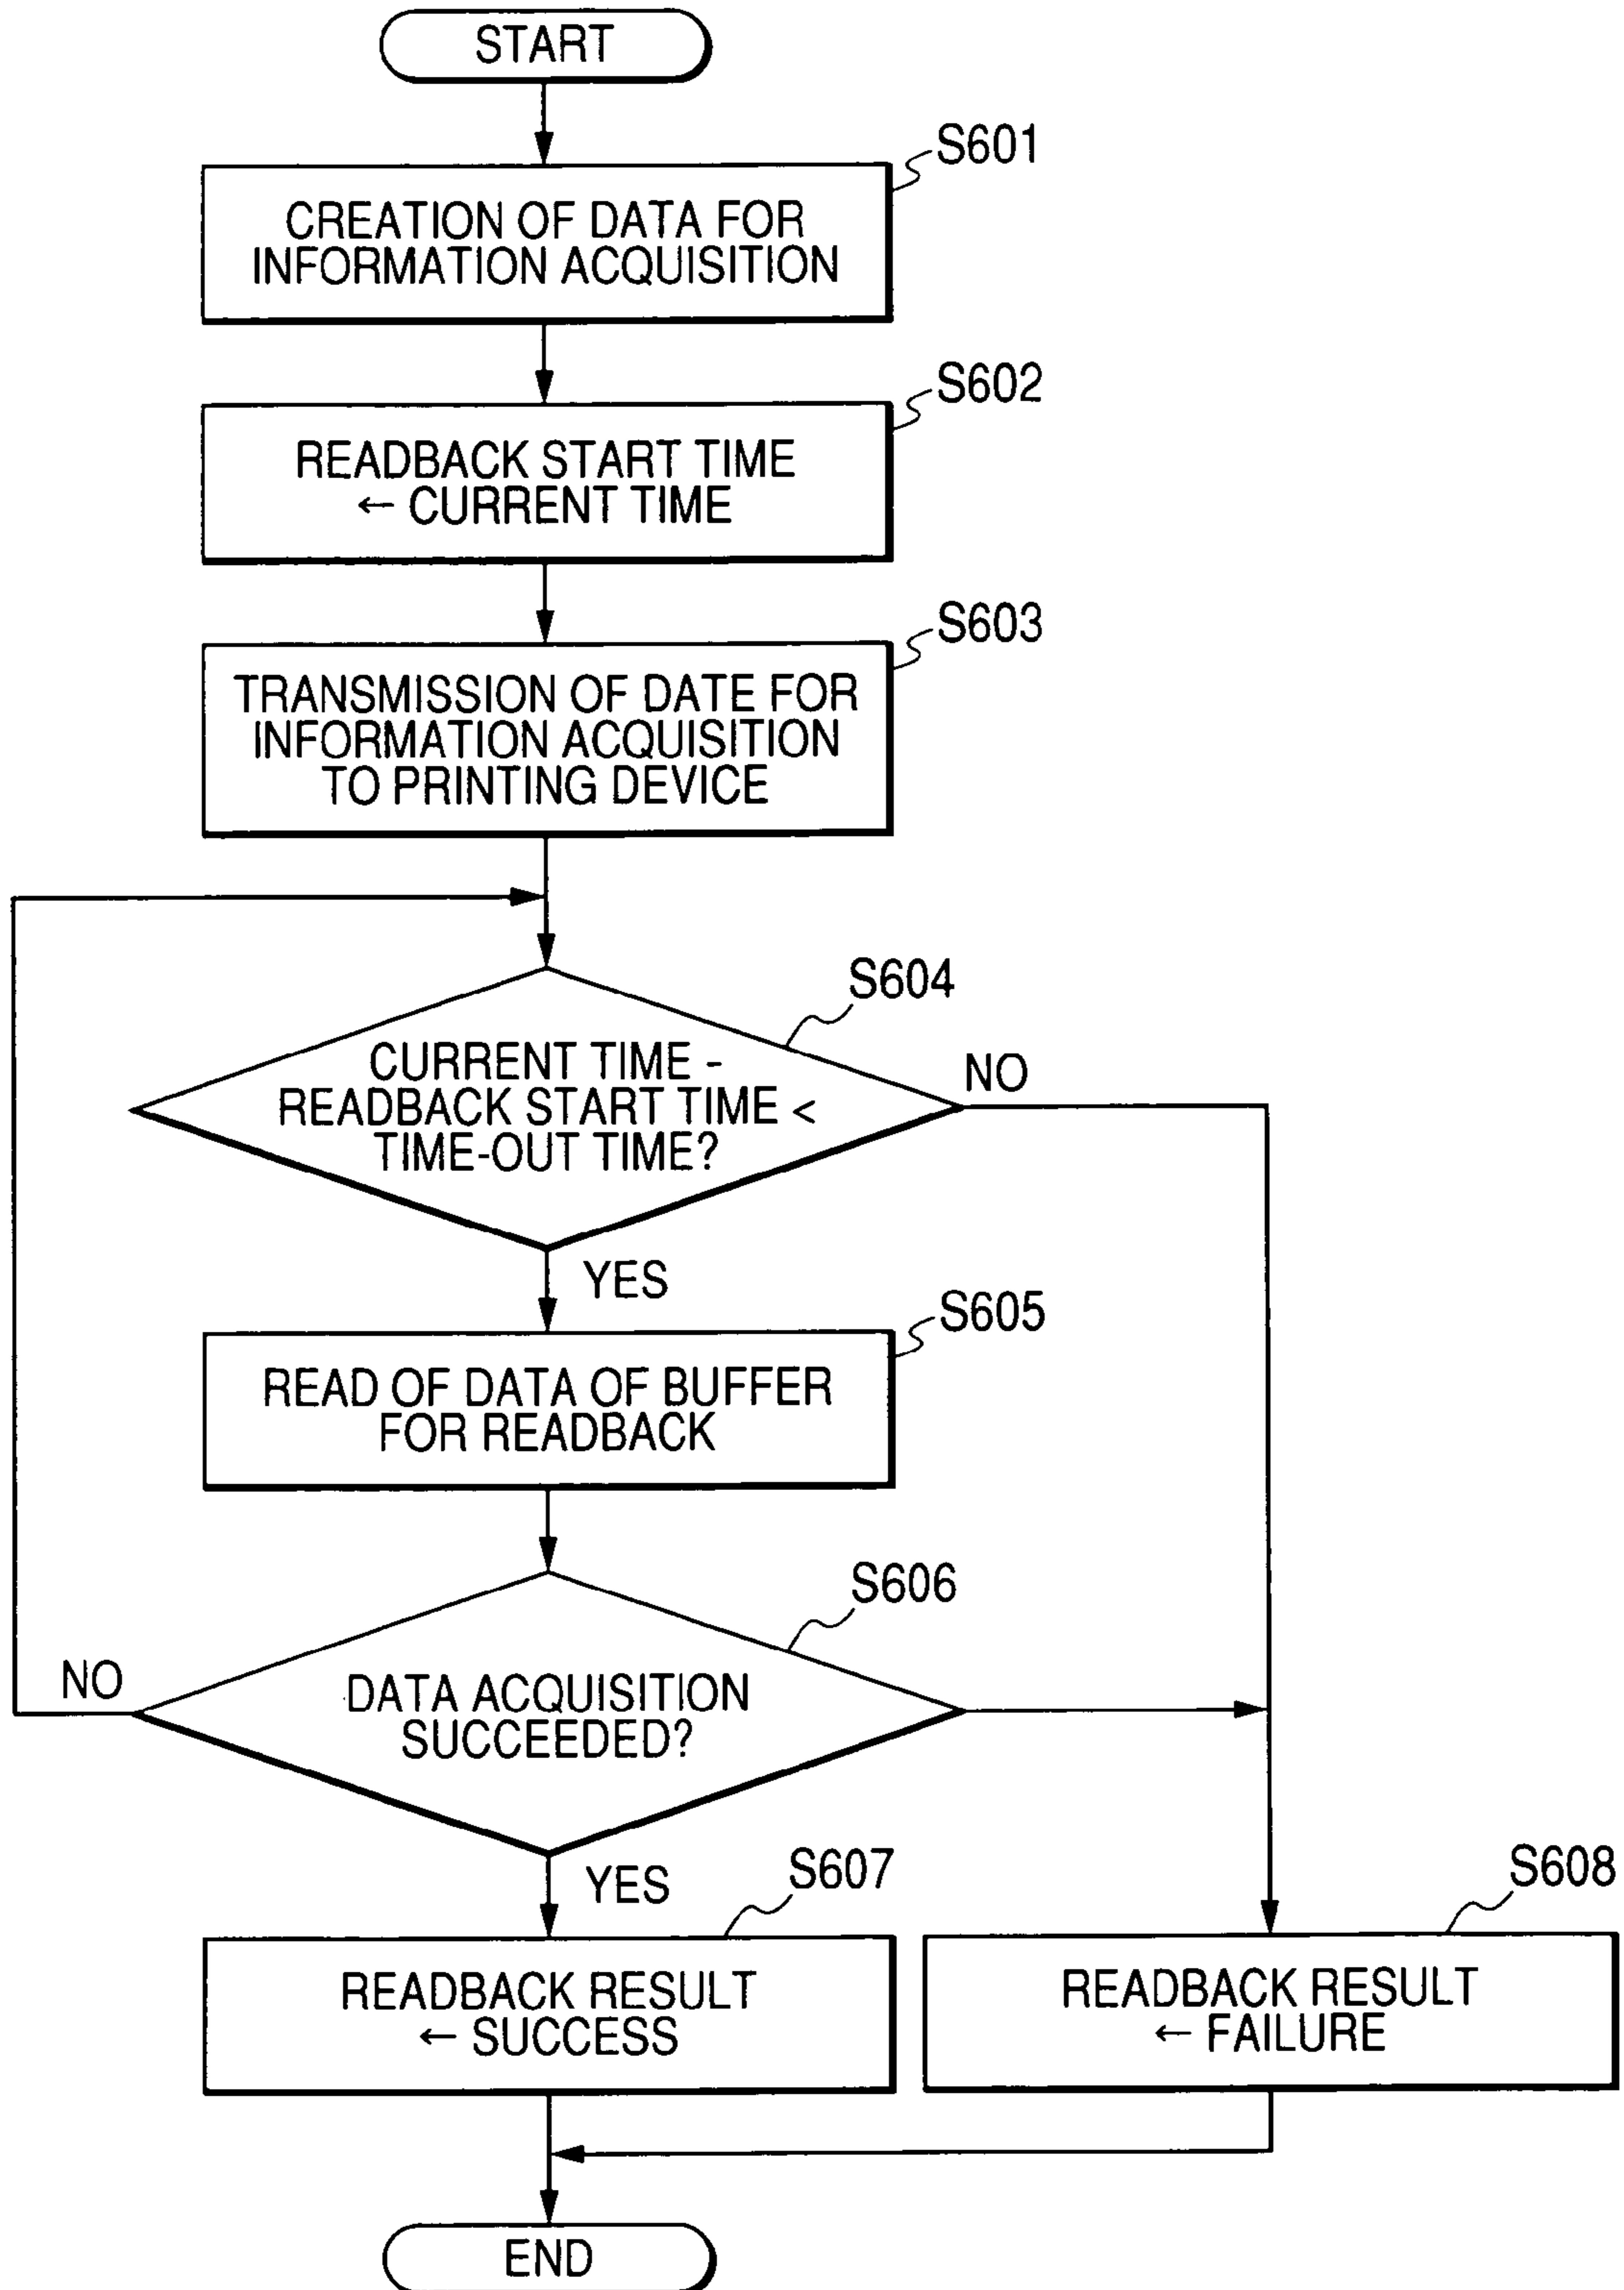 START
S601
CREATION OF DATA FOR
INFORMATION ACQUISITION
S602
READBACK START TIME
← CURRENT TIME
S603
TRANSMISSION OF DATE FOR
INFORMATION ACQUISITION
TO PRINTING DEVICE
S604
CURRENT TIME -
READBACK START TIME <
TIME-OUT TIME?
NO
YES
S605
READ OF DATA OF BUFFER
FOR READBACK
S606
NO
DATA ACQUISITION
SUCCEEDED?
YES
S607
READBACK RESULT
← SUCCESS
S608
READBACK RESULT
← FAILURE
END